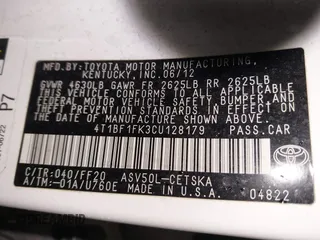 MFD.BY:TOYOTA MOTOR MANUFACTURING,
KENTUCKY,INC.06/12
GVWR 4630LB GAWR FR 2625LB RR 2625LB
THIS VEHICLE CONFORMS TO ALL APPLICABLE
FEDERAL MOTOR VEHICLE SAFETY, BUMPER, AND
THEFT PREVENTION STANDARDS IN EFFECT ON
THE DATE OF MANUFACTURE SHOWN ABOVE.
4T1BF1FK3CU128179 PASS.CAR
C/TR:040/FF20 ASV50L-CETSKA
A/TM:-01A/U760E MADE IN U.S.A. 04822
TOYOTA
P7